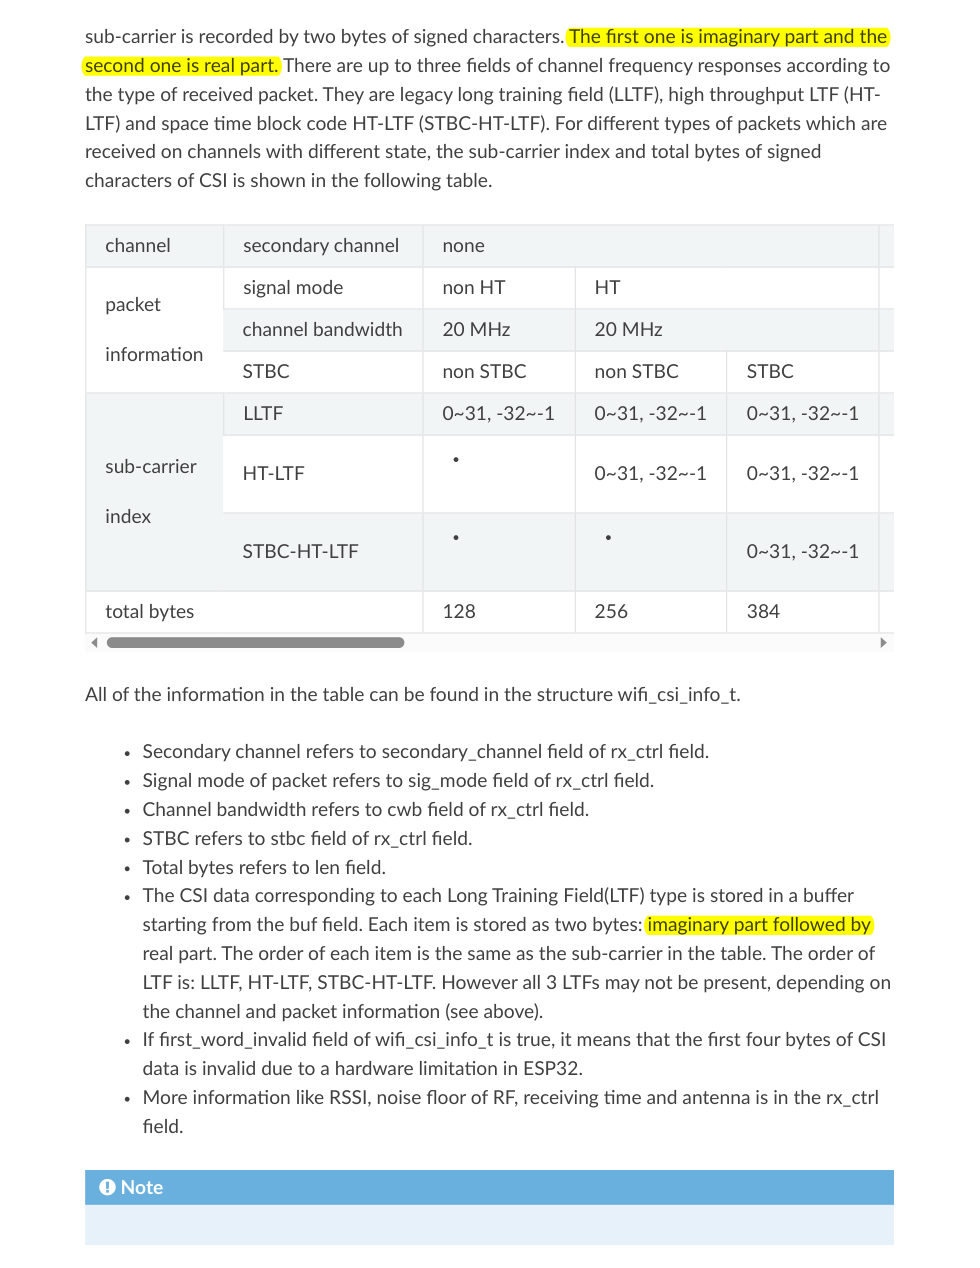 sub-carrier is recorded by two bytes of signed characters. The first one is imaginary part and the
second one is real part. There are up to three fields of channel frequency responses according to
the type of received packet. They are legacy long training field (LLTF), high throughput LTF (HT-
LTF) and space time block code HT-LTF (STBC-HT-LTF). For different types of packets which are
received on channels with different state, the sub-carrier index and total bytes of signed
characters of CSI is shown in the following table.
channel secondary channel none
packet information signal mode non HT HT
channel bandwidth 20 MHz 20 MHz
STBC non STBC non STBC STBC
sub-carrier index LLTF 0~31, -32~-1 0~31, -32~-1 0~31, -32~-1
HT-LTF • 0~31, -32~-1 0~31, -32~-1
STBC-HT-LTF • • 0~31, -32~-1
total bytes 128 256 384
All of the information in the table can be found in the structure wifi_csi_info_t.
• Secondary channel refers to secondary_channel field of rx_ctrl field.
• Signal mode of packet refers to sig_mode field of rx_ctrl field.
• Channel bandwidth refers to cwb field of rx_ctrl field.
• STBC refers to stbc field of rx_ctrl field.
• Total bytes refers to len field.
• The CSI data corresponding to each Long Training Field(LTF) type is stored in a buffer
starting from the buf field. Each item is stored as two bytes: imaginary part followed by
real part. The order of each item is the same as the sub-carrier in the table. The order of
LTF is: LLTF, HT-LTF, STBC-HT-LTF. However all 3 LTFs may not be present, depending on
the channel and packet information (see above).
• If first_word_invalid field of wifi_csi_info_t is true, it means that the first four bytes of CSI
data is invalid due to a hardware limitation in ESP32.
• More information like RSSI, noise floor of RF, receiving time and antenna is in the rx_ctrl
field.
Note